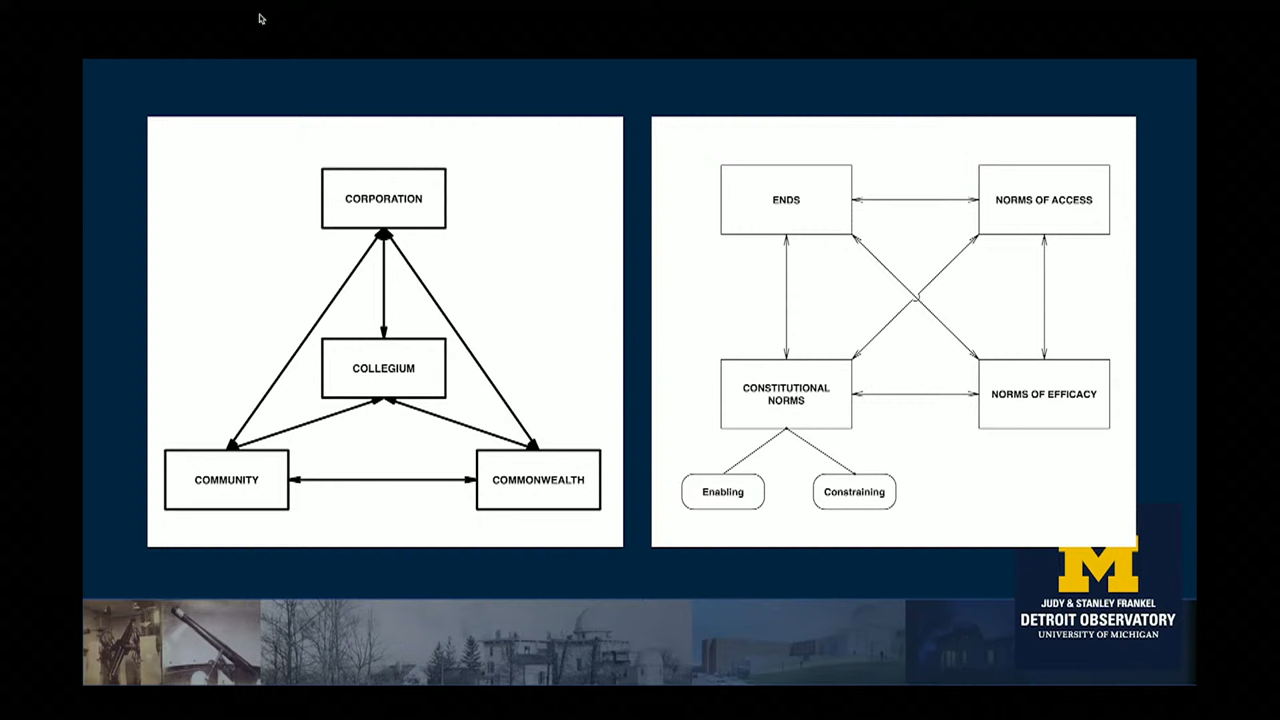 CORPORATION
COLLEGIUM
COMMUNITY
COMMONWEALTH
ENDS
NORMS OF ACCESS
CONSTITUTIONAL
NORMS
NORMS OF EFFICACY
Enabling
Constraining
M
JUDY & STANLEY FRANKEL
DETROIT OBSERVATORY
UNIVERSITY OF MICHIGAN